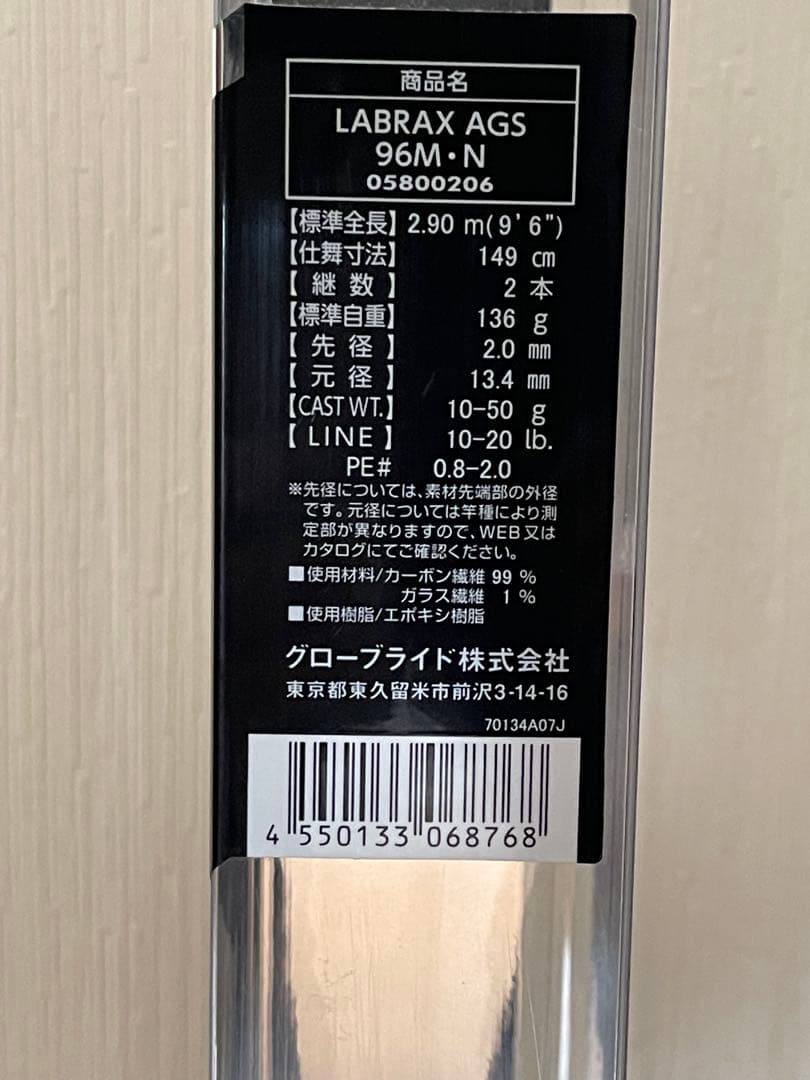 商品名
LABRAX AGS
96M・N
05800206
【標準全長】 2.90 m(9’6”)
【仕舞寸法】 149 cm
【継数】 2 本
【標準自重】 136 g
【先径】 2.0 mm
【元径】 13.4 mm
【CAST WT.】 10-50 g
【LINE】 10-20 lb.
PE# 0.8-2.0
※先径については、素材先端部の外径
です。元径については竿種により測
定部が異なりますので、WEB又は
カタログにてご確認ください。
■使用材料/カーボン繊維 99 %
ガラス繊維 1 %
■使用樹脂/エポキシ樹脂
グローブライド株式会社
東京都東久留米市前沢3-14-16
70134A07J
4 550133 068768